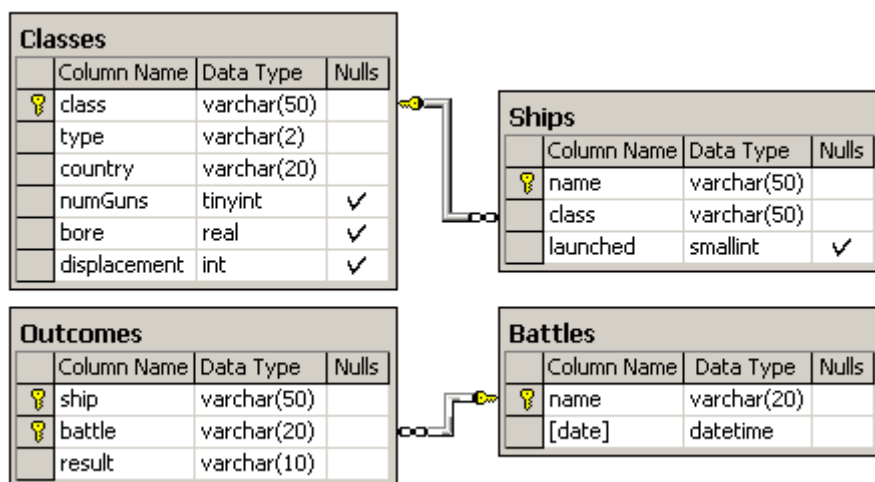 Classes
Column Name Data Type Nulls
class varchar(50)
type varchar(2)
country varchar(20)
numGuns tinyint
bore real
displacement int
Ships
Column Name Data Type Nulls
name varchar(50)
class varchar(50)
launched smallint
Outcomes
Column Name Data Type Nulls
ship varchar(50)
battle varchar(20)
result varchar(10)
Battles
Column Name Data Type Nulls
name varchar(20)
[date] datetime